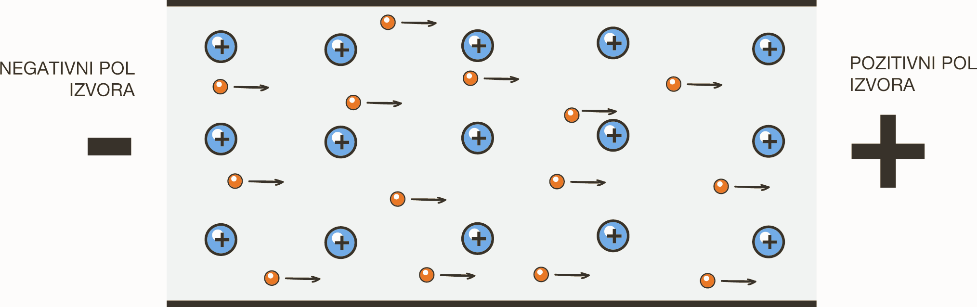 NEGATIVNI POL
IZVORA
POZITIVNI POL
IZVORA